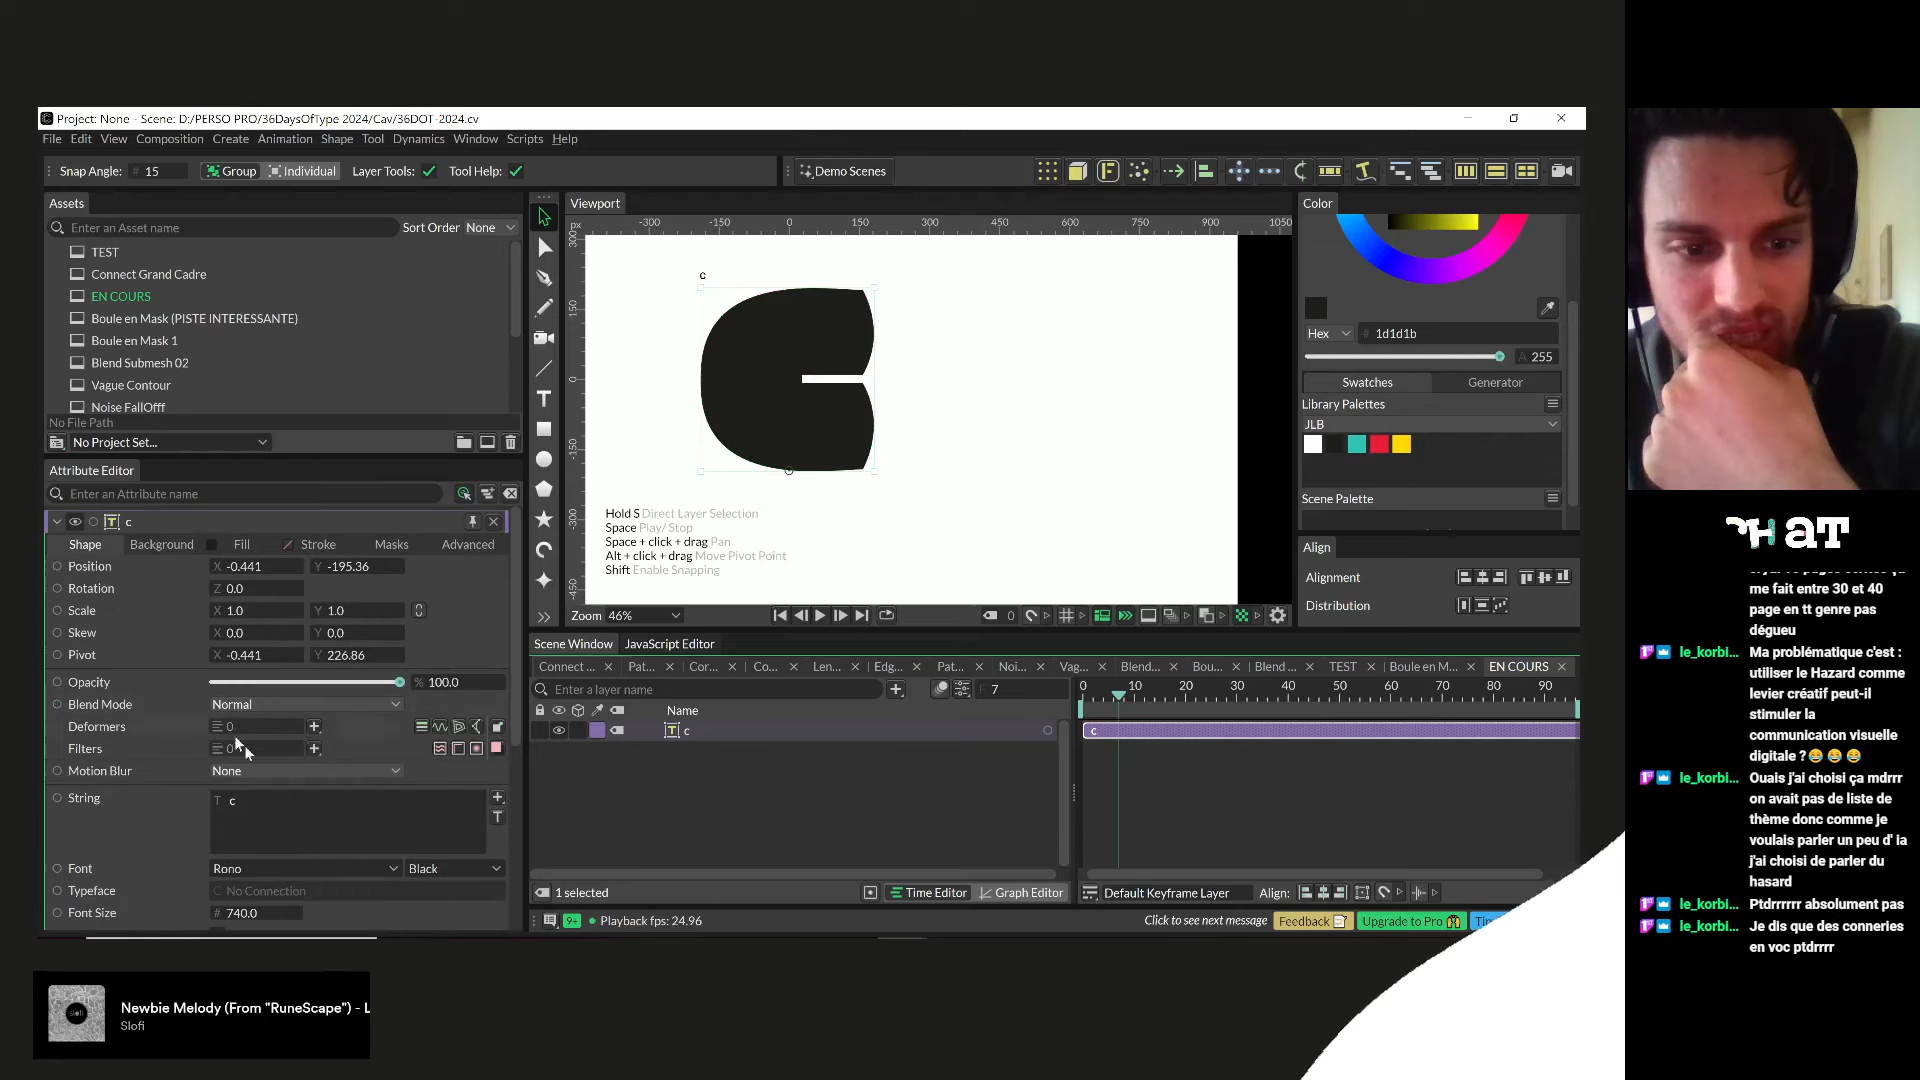 Project: None - Scene: D:/PERSO PRO/36DaysOfType 2024/Cav/36DOT-2024.cv
File Edit View Composition Create Animation Shape Tool Dynamics Window Scripts Help
Snap Angle: # 15 Group Individual Layer Tools: Tool Help:
Demo Scenes
Assets
Enter an Asset name
Sort Order None
TEST
Connect Grand Cadre
EN COURS
Boule en Mask (PISTE INTERESSANTE)
Boule en Mask 1
Blend Submesh 02
Vague Contour
Noise FallOfff
No File Path
No Project Set...
Attribute Editor
Enter an Attribute name
c
Shape Background Fill Stroke Masks Advanced
Position X -0.441 Y -195.36
Rotation Z 0.0
Scale X 1.0 Y 1.0
Skew X 0.0 Y 0.0
Pivot X -0.441 Y 226.86
Opacity % 100.0
Blend Mode Normal
Deformers 0
Filters 0
Motion Blur None
String T c
Font Rono Black
Typeface C No Connection
Font Size # 740.0
Viewport
px -300 -150 0 150 300 450 600 750 900 1050
300
150
0
-150
-300
-450
c
Hold S Direct Layer Selection
Space Play/ Stop
Space + click + drag Pan
Alt + click + drag Move Pivot Point
Shift Enable Snapping
Zoom 46%
0
Scene Window JavaScript Editor
Connect ... Pat... Cor... Co... Len... Edg... Pat... Noi... Vag... Blend... Bou... Blend ... TEST Boule en M... EN COURS
Enter a layer name
F 7
0 10 20 30 40 50 60 70 80 90
Name
T c
c
1 selected
Time Editor Graph Editor
Default Keyframe Layer Align:
9+ Playback fps: 24.96
Click to see next message Feedback Upgrade to Pro
Color
Hex # 1d1d1b
A 255
Swatches Generator
Library Palettes
JLB
Scene Palette
Align
Alignment
Distribution
Newbie Melody (From "RuneScape") - L
Slofi
slofi
CHAT
me fait entre 30 et 40
page en tt genre pas
dégueu
le_korbi... Ma problématique c'est :
utiliser le Hazard comme
levier créatif peut-il
stimuler la
communication visuelle
digitale ?😂 😂 😂
le_korbi... Ouais j'ai choisi ça mdrrr
on avait pas de liste de
thème donc comme je
voulais parler un peu d' ia
j'ai choisi de parler du
hasard
le_korbi... Ptdrrrrrr absolument pas
le_korbi... Je dis que des conneries
en voc ptdrrrr